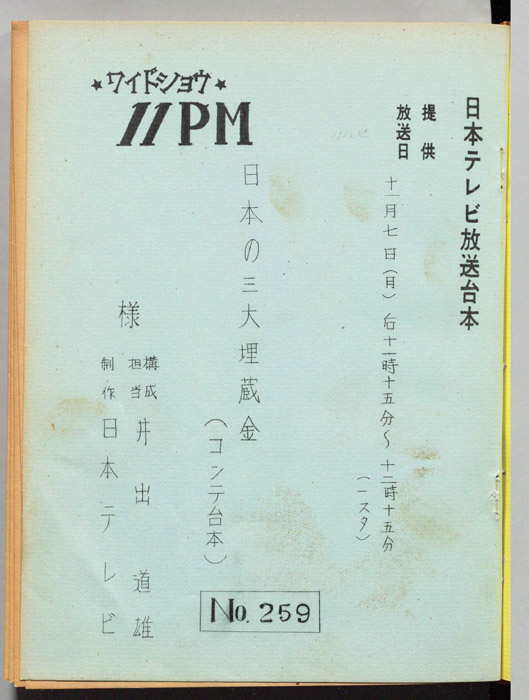 日本テレビ放送台本
提供
放送日
十一月七日(月)后十一時十五分〜十二時十五分
(一スタ)
★ワイドショウ★
11PM
日本の三大埋蔵金
(コンテ台本)
様
構成
担当
井出道雄
制作
日本テレビ
No. 259